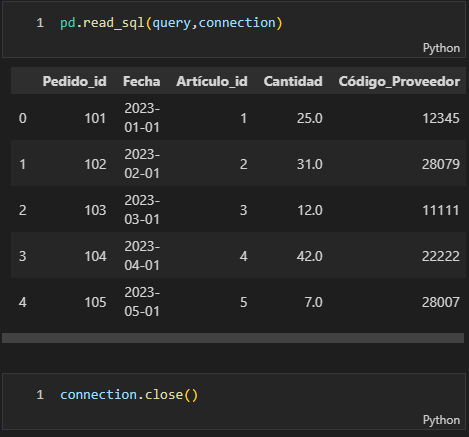 1 pd.read_sql(query,connection)
Python
Pedido_id Fecha Artículo_id Cantidad Código_Proveedor
0 101 2023-01-01 1 25.0 12345
1 102 2023-02-01 2 31.0 28079
2 103 2023-03-01 3 12.0 11111
3 104 2023-04-01 4 42.0 22222
4 105 2023-05-01 5 7.0 28007
1 connection.close()
Python